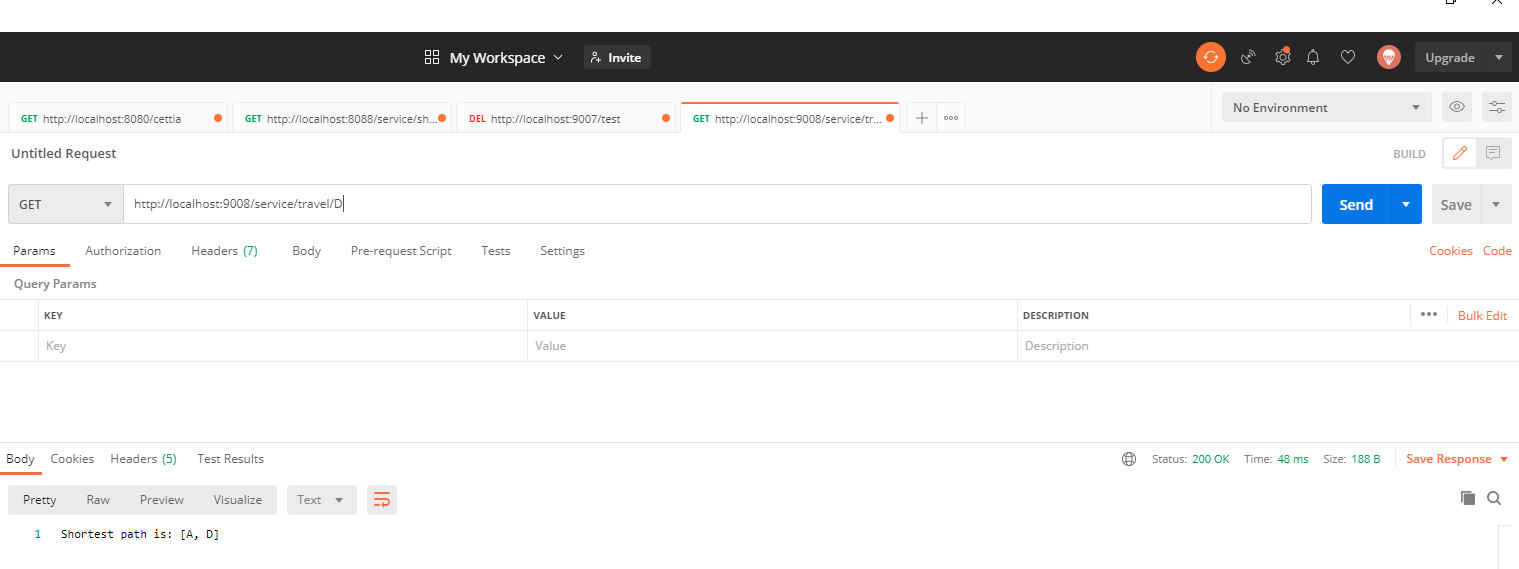 My Workspace Invite Upgrade
GET http://localhost:8080/cettia GET http://localhost:8088/service/sh... DEL http://localhost:9007/test GET http://localhost:9008/service/tr... No Environment
Untitled Request BUILD
GET http://localhost:9008/service/travel/D Send Save
Params Authorization Headers (7) Body Pre-request Script Tests Settings Cookies Code
Query Params
KEY VALUE DESCRIPTION Bulk Edit
Key Value Description
Body Cookies Headers (5) Test Results Status: 200 OK Time: 48 ms Size: 188 B Save Response
Pretty Raw Preview Visualize Text
1 Shortest path is: [A, D]